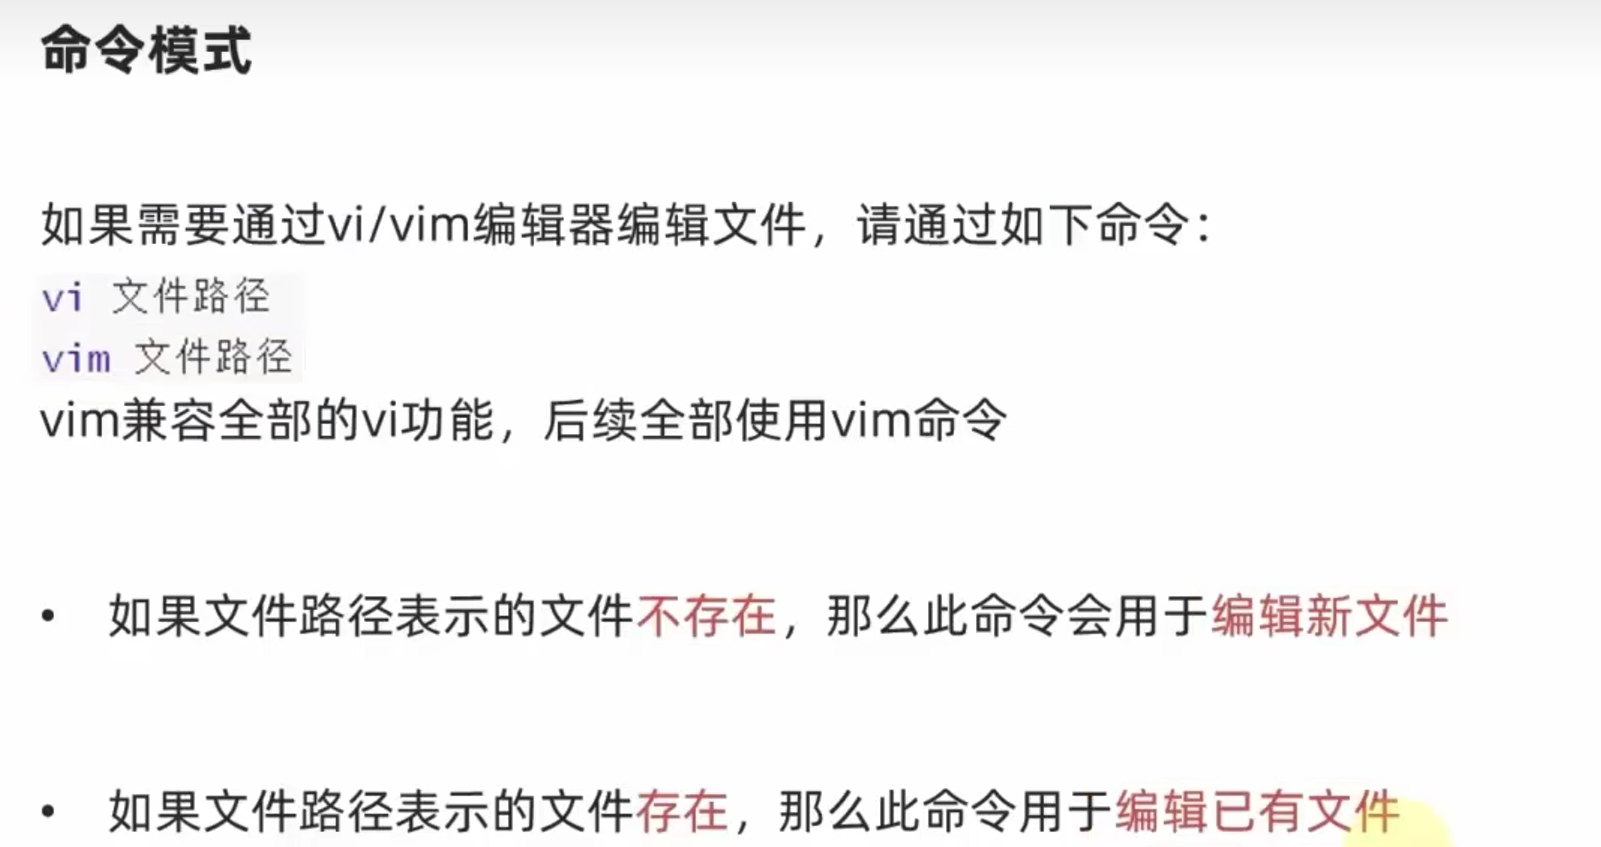 命令模式
如果需要通过vi/vim编辑器编辑文件，请通过如下命令：
vi 文件路径
vim 文件路径
vim兼容全部的vi功能，后续全部使用vim命令
• 如果文件路径表示的文件不存在，那么此命令会用于编辑新文件
• 如果文件路径表示的文件存在，那么此命令用于编辑已有文件